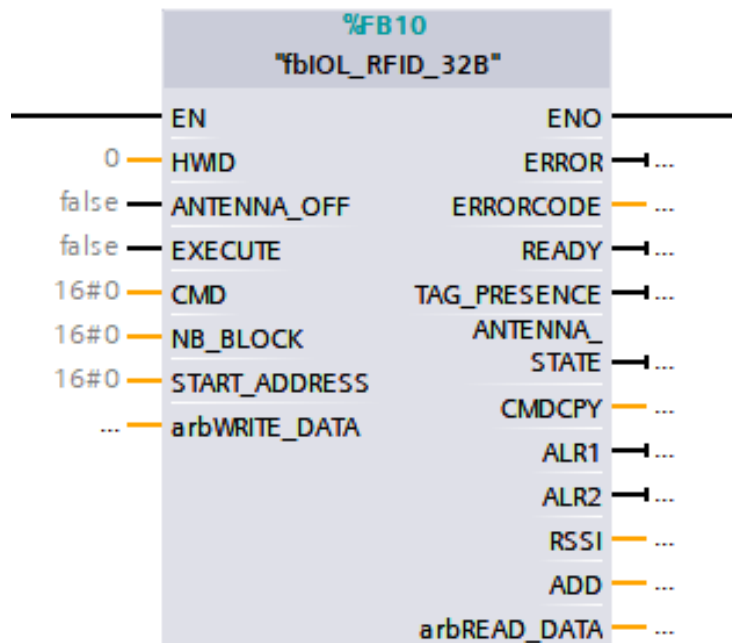 %FB10
"fbIOL_RFID_32B"
EN ENO
0 HWID ERROR ...
false ANTENNA_OFF ERRORCODE ...
false EXECUTE READY ...
16#0 CMD TAG_PRESENCE ...
16#0 NB_BLOCK ANTENNA_
STATE ...
16#0 START_ADDRESS
CMDCPY ...
... arbWRITE_DATA
ALR1 ...
ALR2 ...
RSSI ...
ADD ...
arbREAD_DATA ...